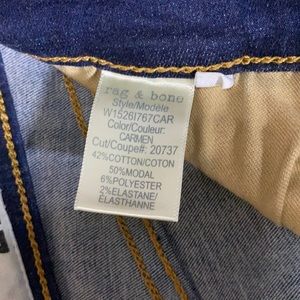 rag & bone
Style/Modèle
W1526I767CAR
Color/Couleur:
CARMEN
Cut/Coupe#: 20737
42%COTTON/COTON
50%MODAL
6%POLYESTER
2%ELASTANE/
ELASTHANNE